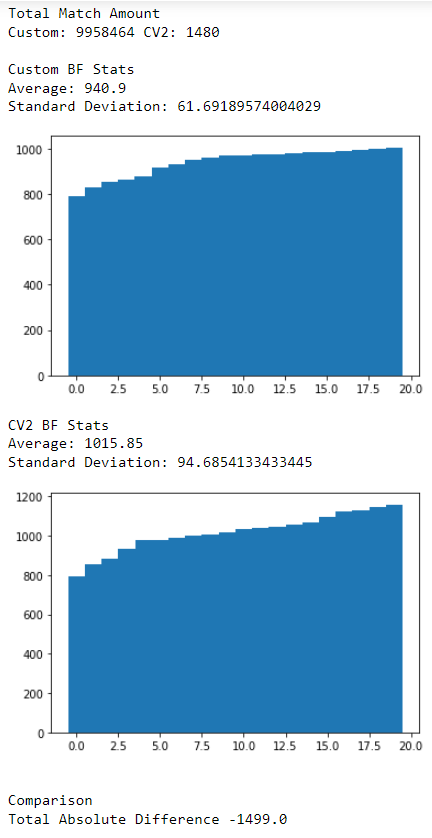 Total Match Amount
Custom: 9958464 CV2: 1480
Custom BF Stats
Average: 940.9
Standard Deviation: 61.69189574004029
1000
800
600
400
200
0
0.0 2.5 5.0 7.5 10.0 12.5 15.0 17.5 20.0
CV2 BF Stats
Average: 1015.85
Standard Deviation: 94.6854133433445
1200
1000
800
600
400
200
0
0.0 2.5 5.0 7.5 10.0 12.5 15.0 17.5 20.0
Comparison
Total Absolute Difference -1499.0